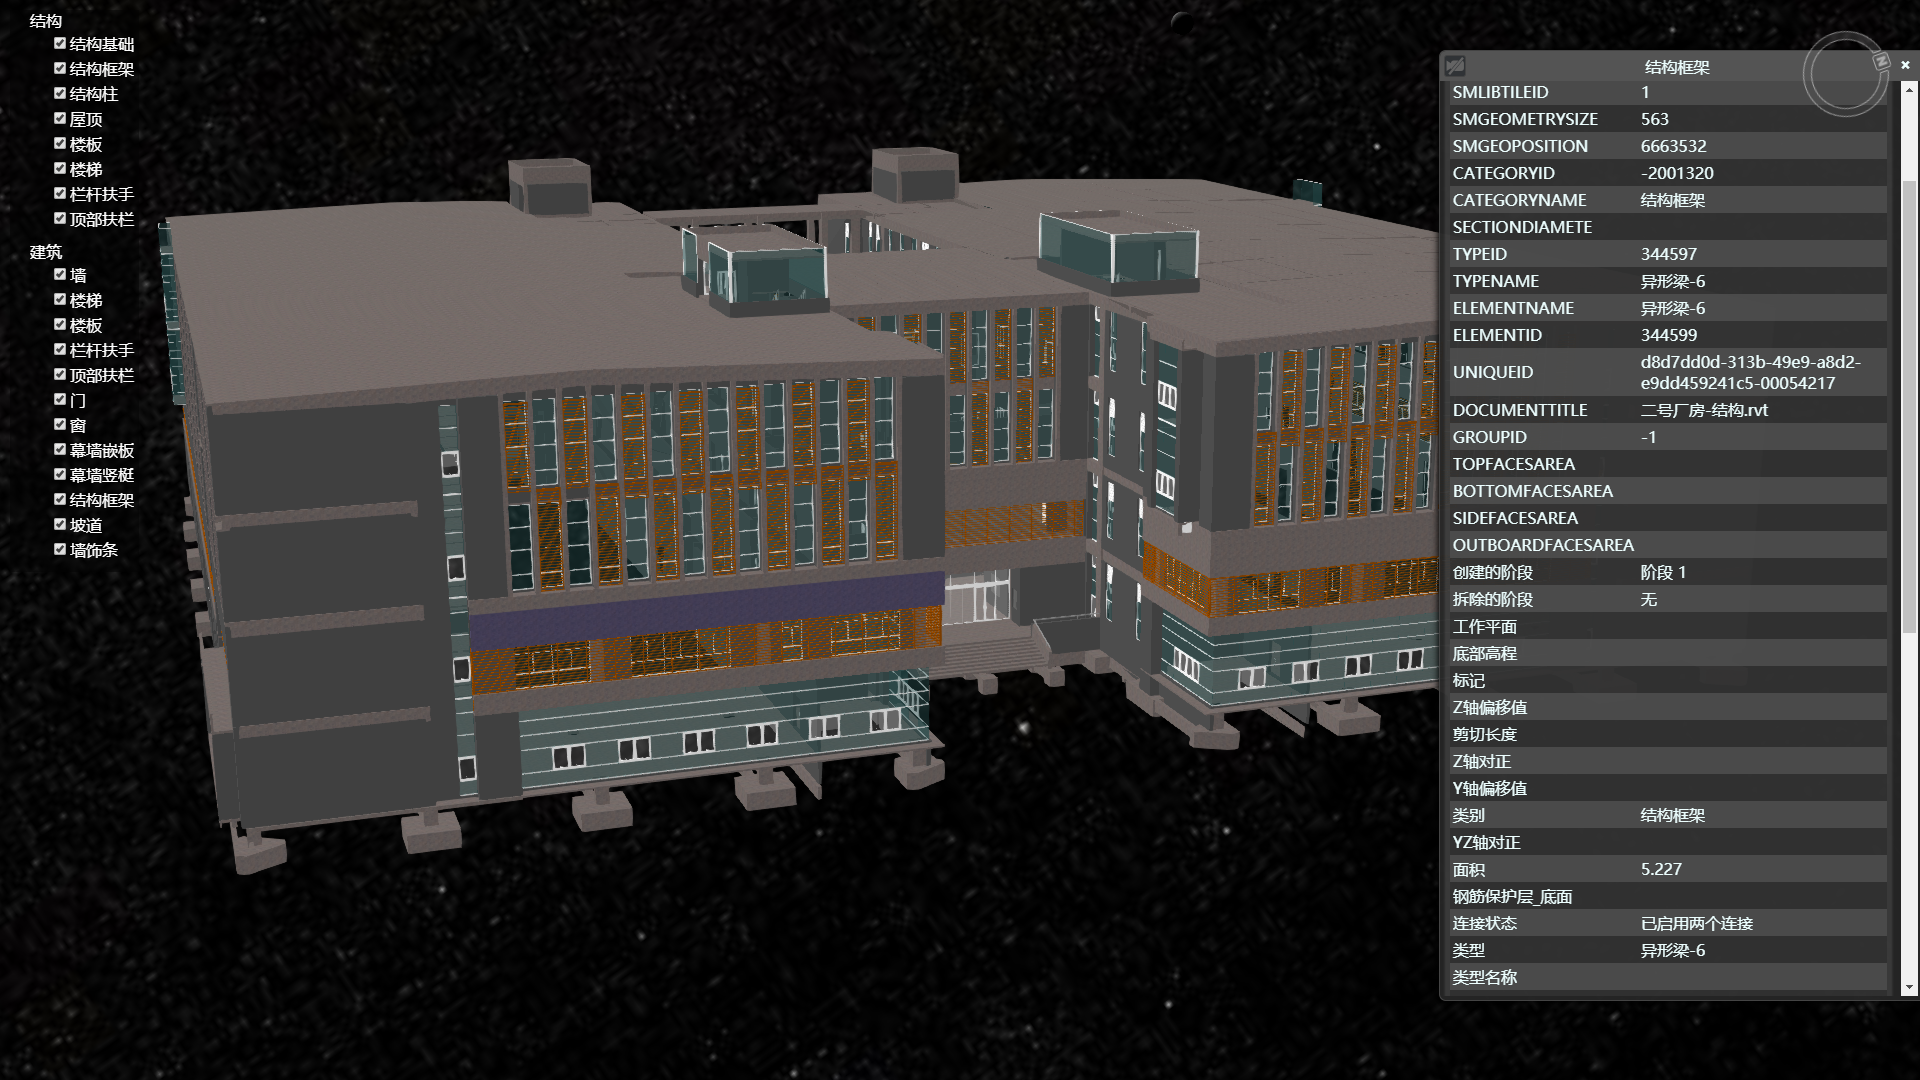 结构
结构基础
结构框架
结构柱
屋顶
楼板
楼梯
栏杆扶手
顶部扶栏
建筑
墙
楼梯
楼板
栏杆扶手
顶部扶栏
门
窗
幕墙嵌板
幕墙竖梃
结构框架
坡道
墙饰条
结构框架
N
SMLIBTILEID 1
SMGEOMETRYSIZE 563
SMGEOPOSITION 6663532
CATEGORYID -2001320
CATEGORYNAME 结构框架
SECTIONDIAMETE
TYPEID 344597
TYPENAME 异形梁-6
ELEMENTNAME 异形梁-6
ELEMENTID 344599
UNIQUEID d8d7dd0d-313b-49e9-a8d2-
e9dd459241c5-00054217
DOCUMENTTITLE 二号厂房-结构.rvt
GROUPID -1
TOPFACESAREA
BOTTOMFACESAREA
SIDEFACESAREA
OUTBOARDFACESAREA
创建的阶段 阶段 1
拆除的阶段 无
工作平面
底部高程
标记
Z轴偏移值
剪切长度
Z轴对正
Y轴偏移值
类别 结构框架
YZ轴对正
面积 5.227
钢筋保护层_底面
连接状态 已启用两个连接
类型 异形梁-6
类型名称